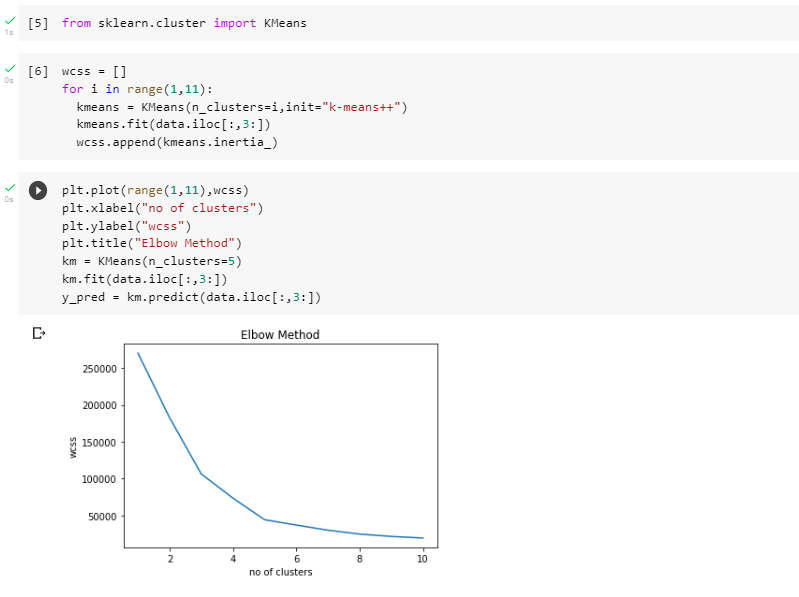 1s
[5] from sklearn.cluster import KMeans
0s
[6] wcss = []
for i in range(1,11):
  kmeans = KMeans(n_clusters=i,init="k-means++")
  kmeans.fit(data.iloc[:,3:])
  wcss.append(kmeans.inertia_)
0s
plt.plot(range(1,11),wcss)
plt.xlabel("no of clusters")
plt.ylabel("wcss")
plt.title("Elbow Method")
km = KMeans(n_clusters=5)
km.fit(data.iloc[:,3:])
y_pred = km.predict(data.iloc[:,3:])
Elbow Method
250000
200000
150000
100000
50000
wcss
2 4 6 8 10
no of clusters